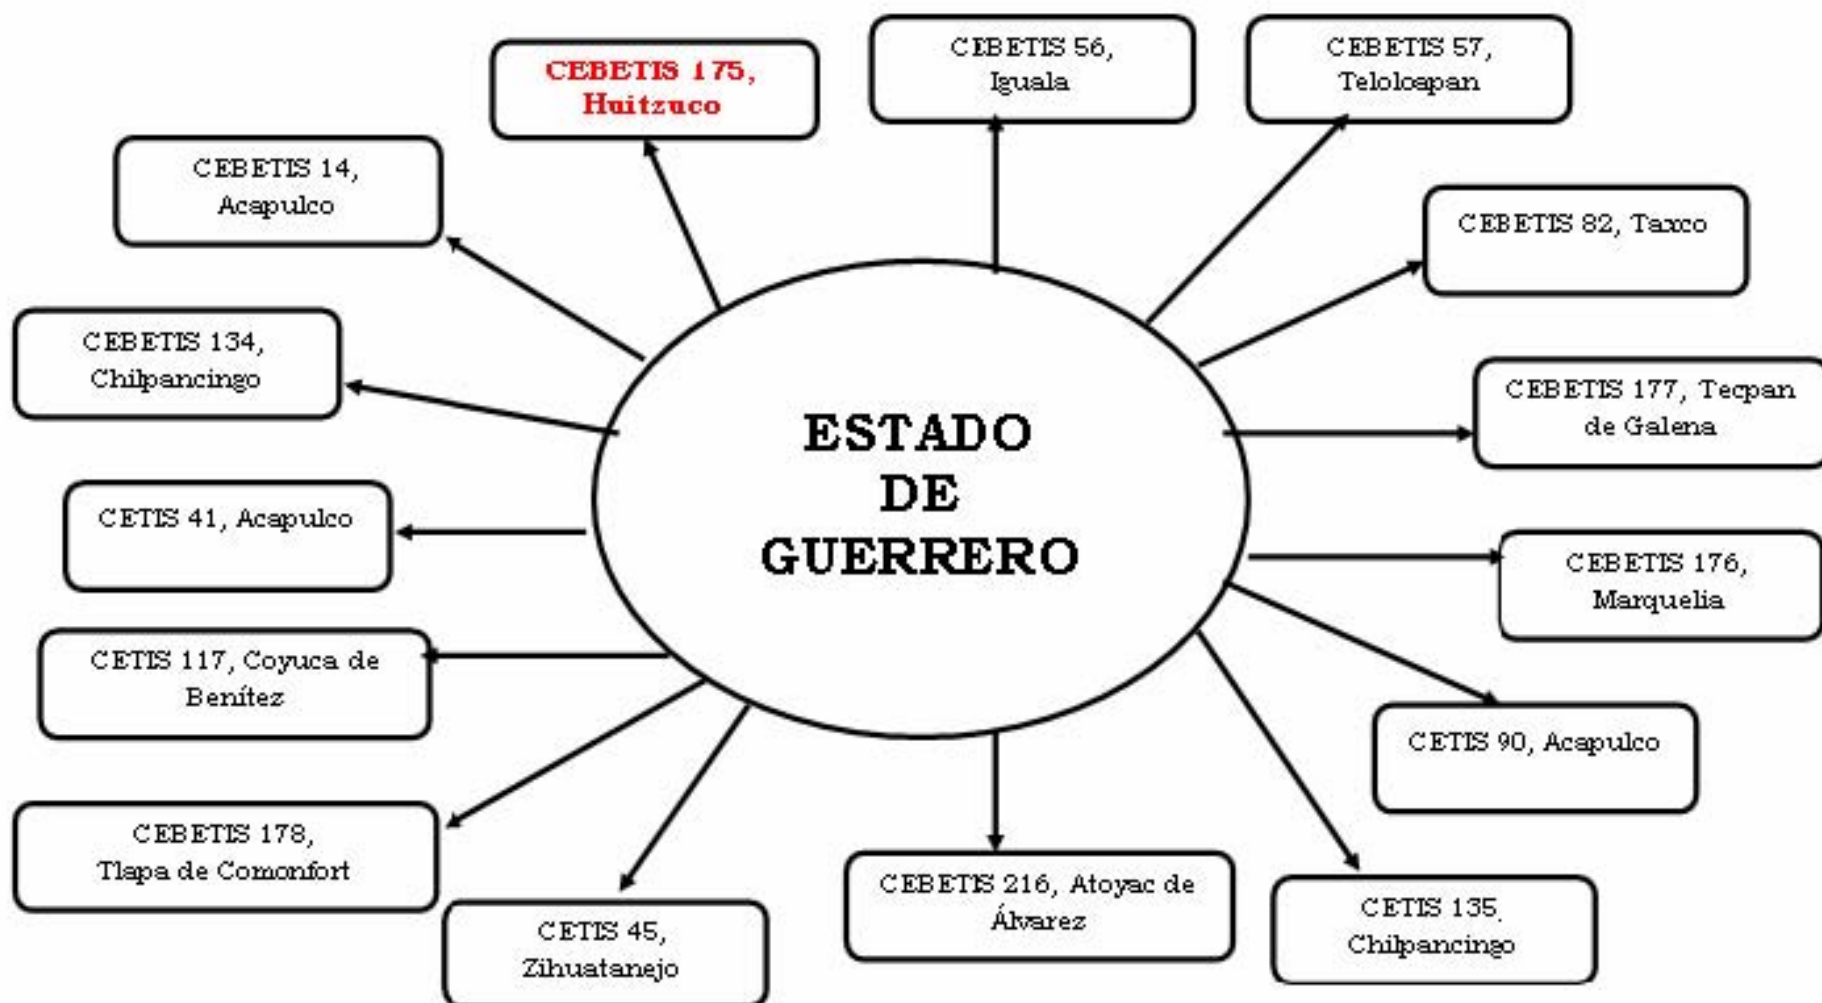 CEBETIS 56,
Iguala
CEBETIS 57,
Teloloapan
CEBETIS 175,
Huitzuco
CEBETIS 14,
Acapulco
CEBETIS 82, Taxco
CEBETIS 134,
Chilpancingo
CEBETIS 177, Tecpan
de Galena
ESTADO
DE
GUERRERO
CETIS 41, Acapulco
CEBETIS 176,
Marquelia
CETIS 117, Coyuca de
Benítez
CETIS 90, Acapulco
CEBETIS 178,
Tlapa de Comonfort
CEBETIS 216, Atoyac de
Álvarez
CETIS 135,
Chilpancingo
CETIS 45,
Zihuatanejo